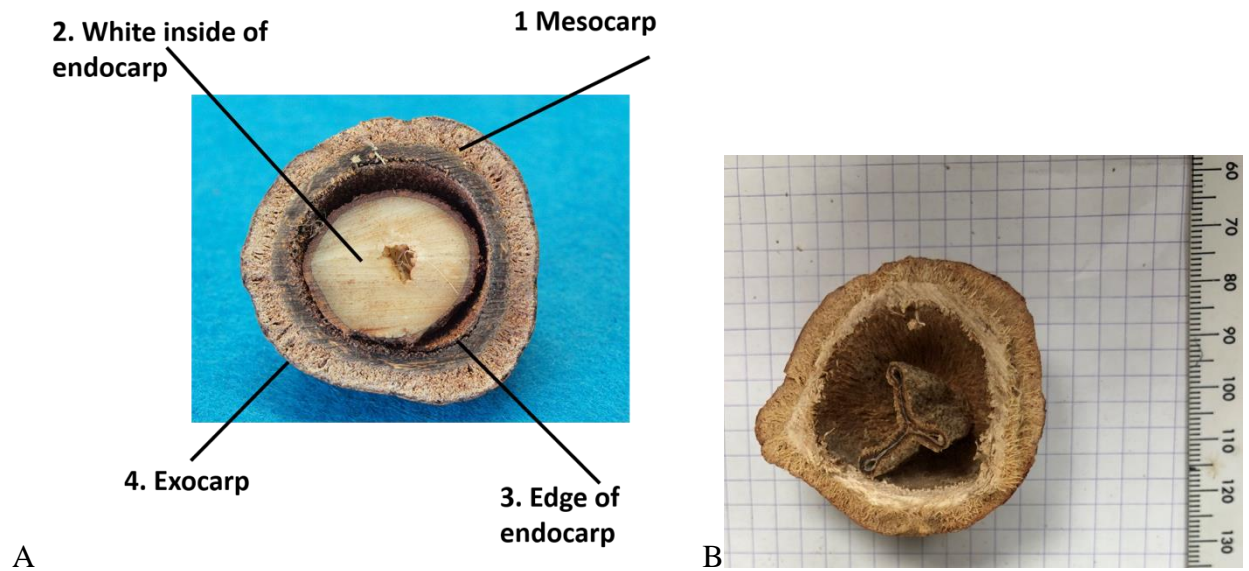 2. White inside of
endocarp
1 Mesocarp
4. Exocarp
3. Edge of
endocarp
A
B
60
70
80
90
100
110
120
130